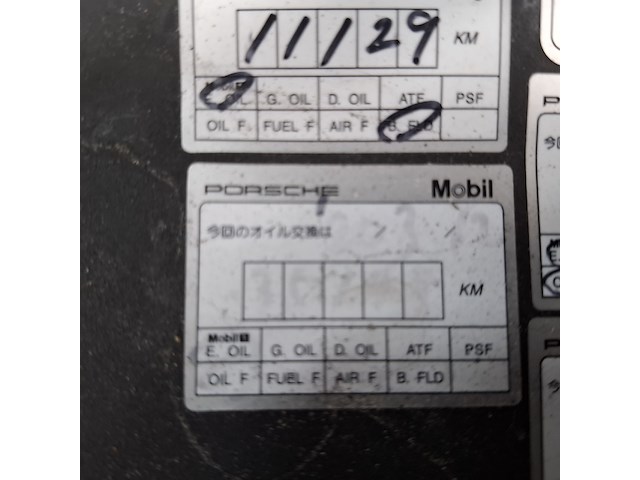 11129 KM
E. OIL G. OIL D. OIL ATF PSF
OIL F FUEL F AIR F B. FLD
PORSCHE Mobil
今回のオイル交換は / /
KM
Mobil 1
E. OIL G. OIL D. OIL ATF PSF
OIL F FUEL F AIR F B. FLD